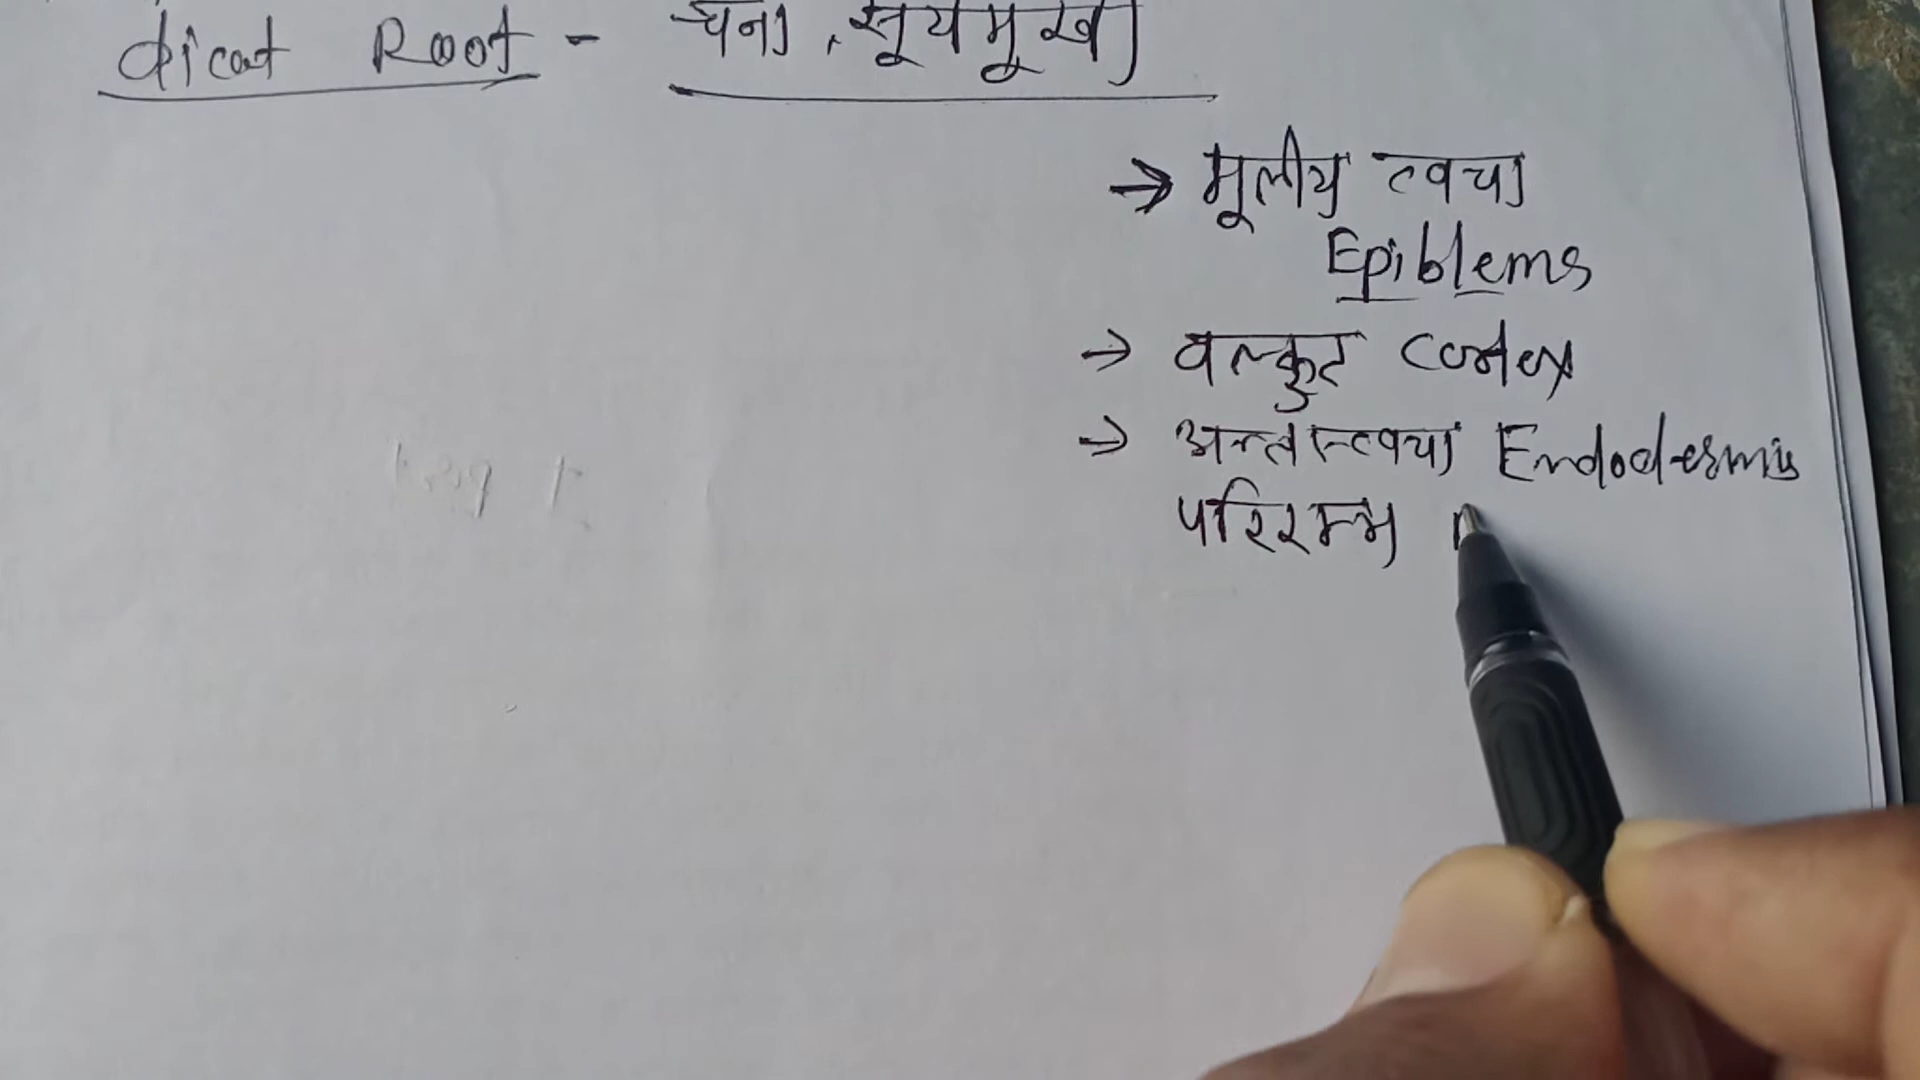 dicot Root - चना, सूर्यमूखी
→ मूलीय त्वचा
Epiblems
→ वल्कुट cortex
→ अन्तस्त्वचा Endodermis
परिरम्भ